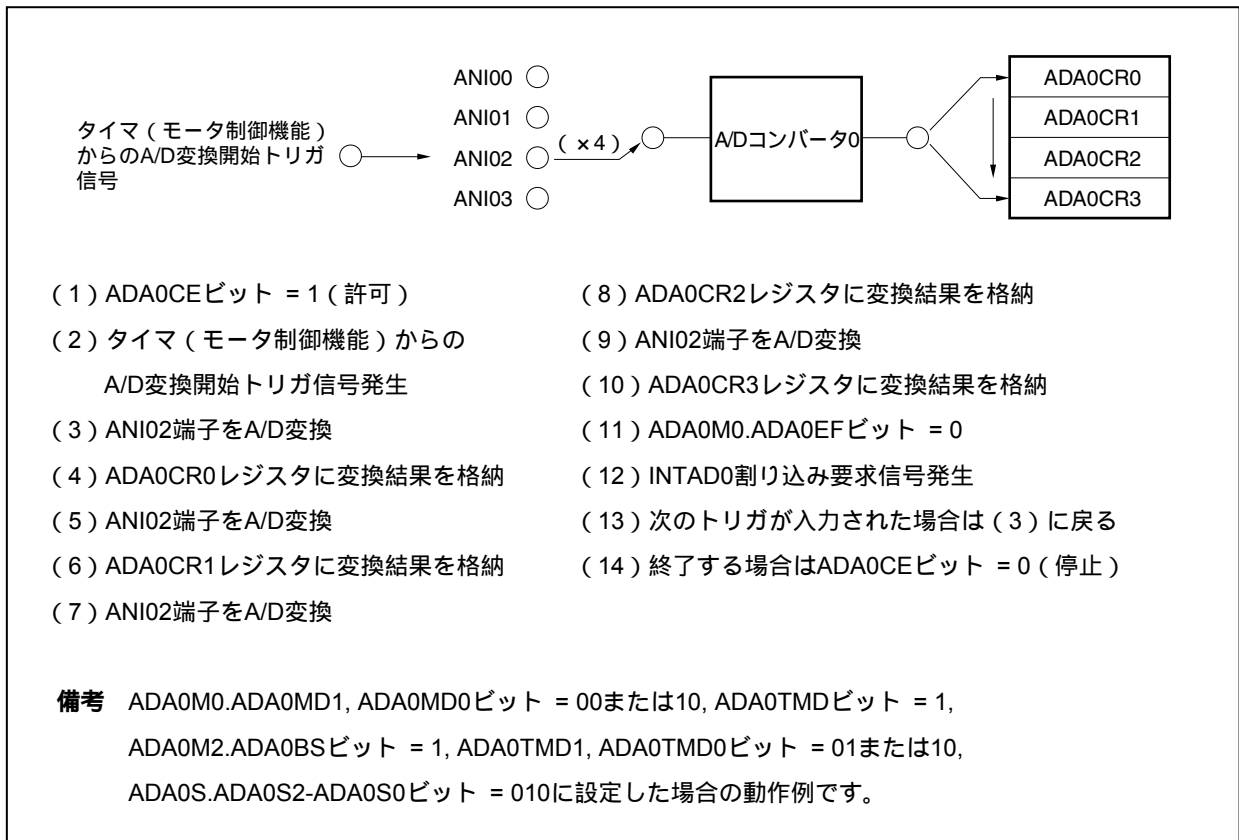 タイマ（モータ制御機能）
からのA/D変換開始トリガ
信号
ANI00
ANI01
ANI02
ANI03
（×4）
A/Dコンバータ0
ADA0CR0
ADA0CR1
ADA0CR2
ADA0CR3
（1）ADA0CEビット = 1（許可）
（2）タイマ（モータ制御機能）からの
A/D変換開始トリガ信号発生
（3）ANI02端子をA/D変換
（4）ADA0CR0レジスタに変換結果を格納
（5）ANI02端子をA/D変換
（6）ADA0CR1レジスタに変換結果を格納
（7）ANI02端子をA/D変換
（8）ADA0CR2レジスタに変換結果を格納
（9）ANI02端子をA/D変換
（10）ADA0CR3レジスタに変換結果を格納
（11）ADA0M0.ADA0EFビット = 0
（12）INTAD0割り込み要求信号発生
（13）次のトリガが入力された場合は（3）に戻る
（14）終了する場合はADA0CEビット = 0（停止）
備考 ADA0M0.ADA0MD1, ADA0MD0ビット = 00または10, ADA0TMDビット = 1,
ADA0M2.ADA0BSビット = 1, ADA0TMD1, ADA0TMD0ビット = 01または10,
ADA0S.ADA0S2-ADA0S0ビット = 010に設定した場合の動作例です。